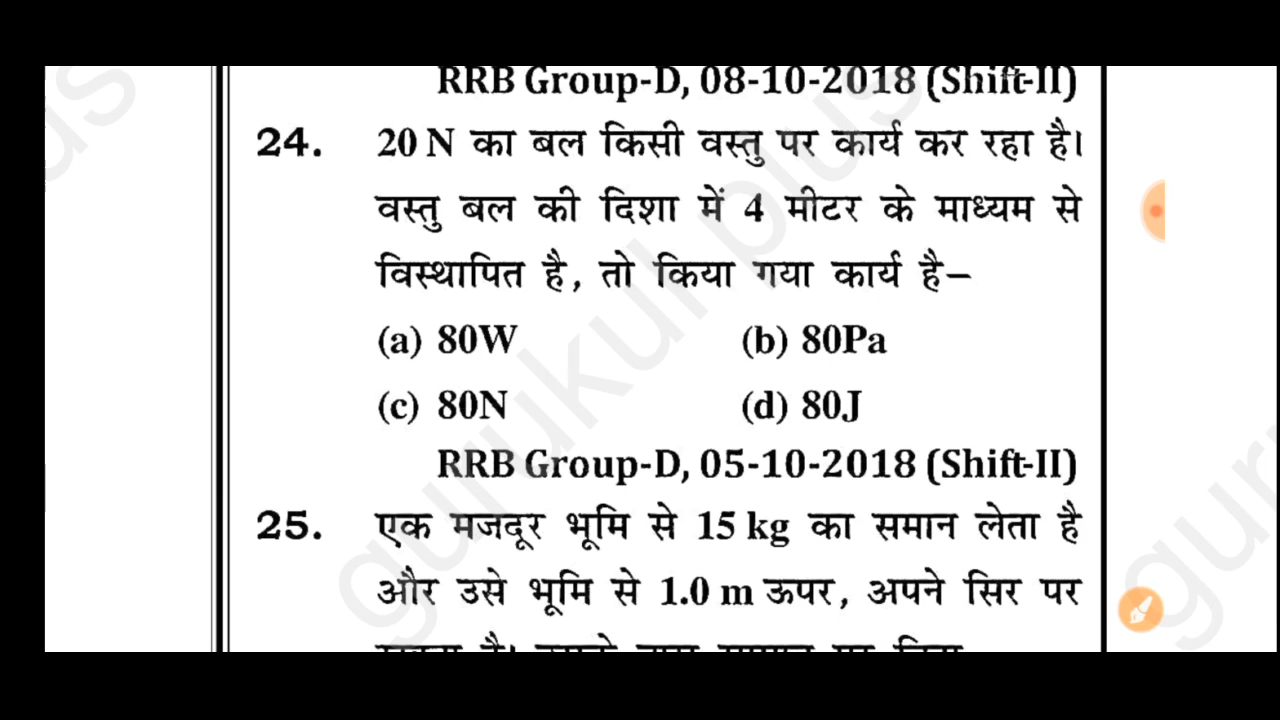 RRB Group-D, 08-10-2018 (Shift-II)
24. 20 N का बल किसी वस्तु पर कार्य कर रहा है।
वस्तु बल की दिशा में 4 मीटर के माध्यम से
विस्थापित है, तो किया गया कार्य है–
(a) 80W (b) 80Pa
(c) 80N (d) 80J
RRB Group-D, 05-10-2018 (Shift-II)
25. एक मजदूर भूमि से 15 kg का समान लेता है
और उसे भूमि से 1.0 m ऊपर, अपने सिर पर
gurukul plus